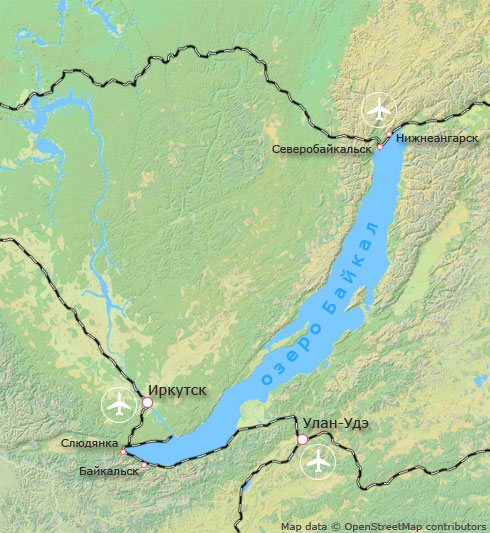 Нижнеангарск
Северобайкальск
озеро Байкал
Иркутск
Улан-Удэ
Слюдянка
Байкальск
Map data © OpenStreetMap contributors